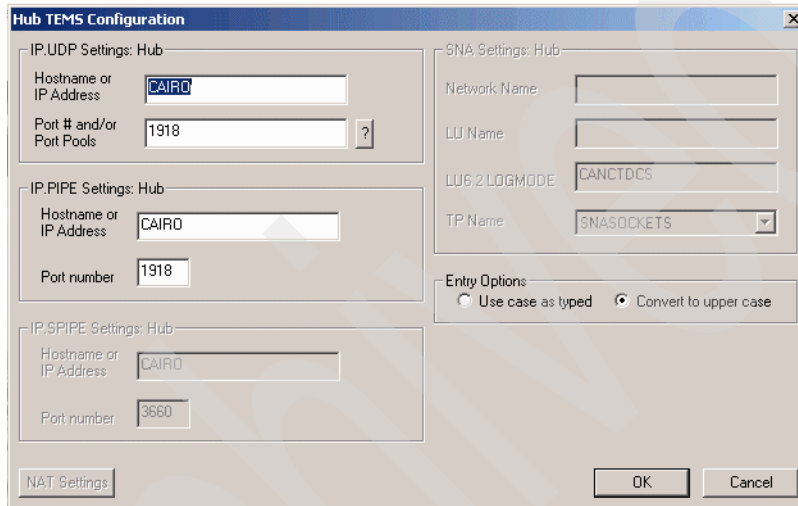 Hub TEMS Configuration
IP.UDP Settings: Hub
Hostname or
IP Address
CAIRO
Port # and/or
Port Pools
1918
?
IP.PIPE Settings: Hub
Hostname or
IP Address
CAIRO
Port number
1918
IP.SPIPE Settings: Hub
Hostname or
IP Address
CAIRO
Port number
3660
NAT Settings
SNA Settings: Hub
Network Name
LU Name
LU6.2 LOGMODE
CANCTDCS
TP Name
SNASOCKETS
Entry Options
Use case as typed
Convert to upper case
OK
Cancel